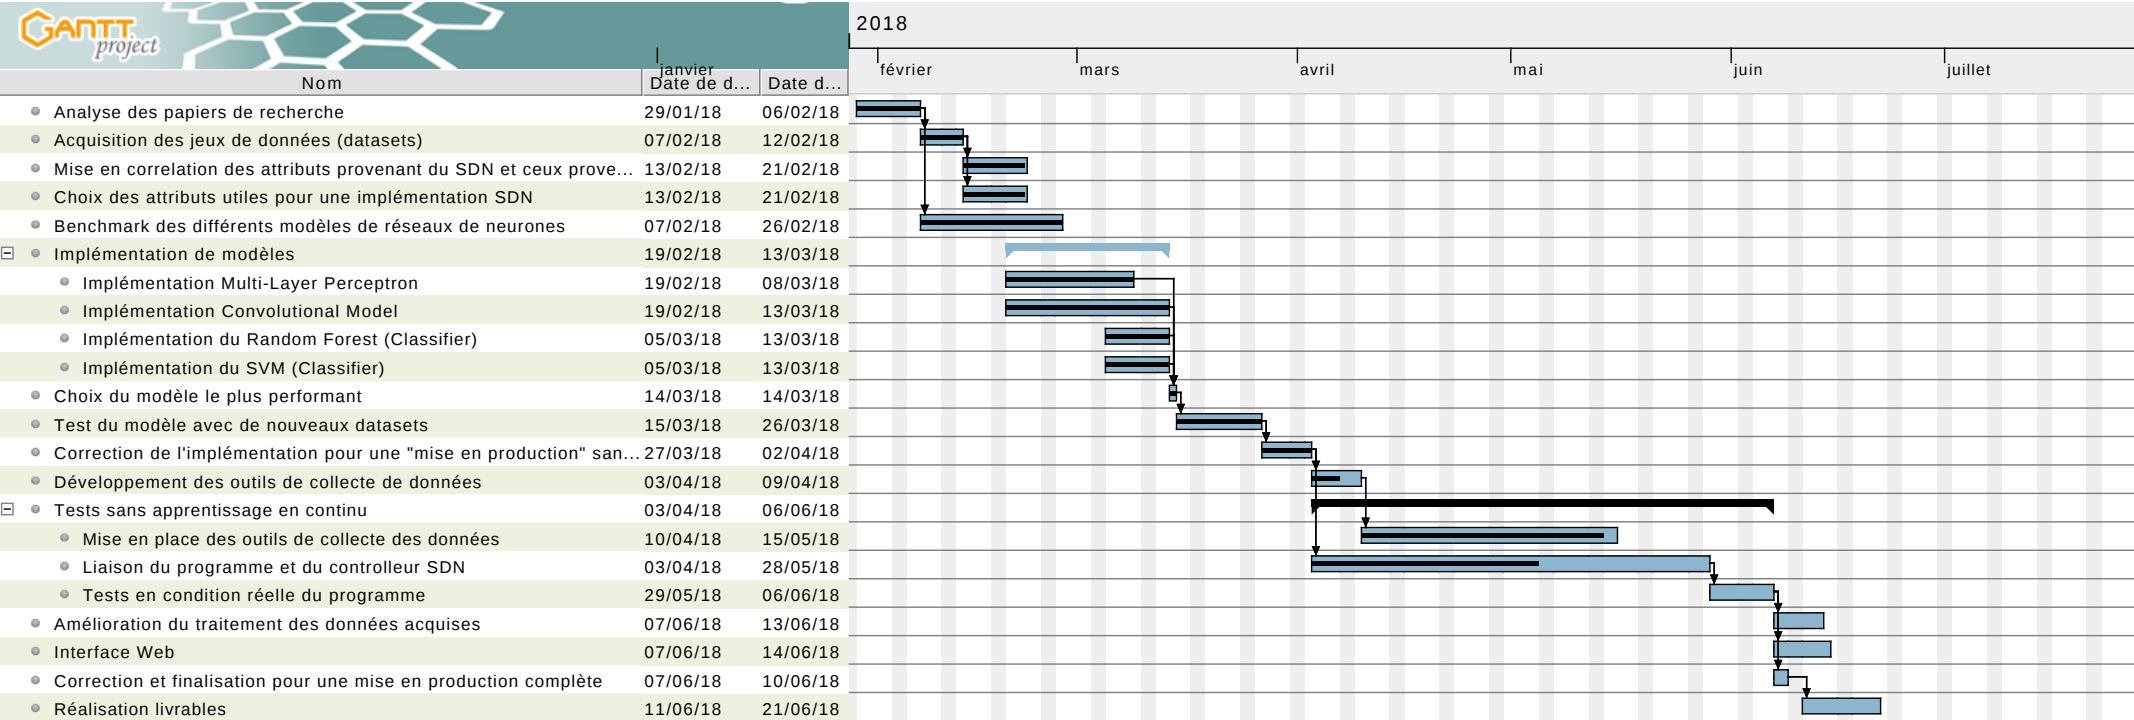 GANTT
project
2018
janvier
février
mars
avril
mai
juin
juillet
Nom Date de d... Date d...
Analyse des papiers de recherche 29/01/18 06/02/18
Acquisition des jeux de données (datasets) 07/02/18 12/02/18
Mise en correlation des attributs provenant du SDN et ceux prove... 13/02/18 21/02/18
Choix des attributs utiles pour une implémentation SDN 13/02/18 21/02/18
Benchmark des différents modèles de réseaux de neurones 07/02/18 26/02/18
Implémentation de modèles 19/02/18 13/03/18
Implémentation Multi-Layer Perceptron 19/02/18 08/03/18
Implémentation Convolutional Model 19/02/18 13/03/18
Implémentation du Random Forest (Classifier) 05/03/18 13/03/18
Implémentation du SVM (Classifier) 05/03/18 13/03/18
Choix du modèle le plus performant 14/03/18 14/03/18
Test du modèle avec de nouveaux datasets 15/03/18 26/03/18
Correction de l'implémentation pour une "mise en production" san... 27/03/18 02/04/18
Développement des outils de collecte de données 03/04/18 09/04/18
Tests sans apprentissage en continu 03/04/18 06/06/18
Mise en place des outils de collecte des données 10/04/18 15/05/18
Liaison du programme et du controlleur SDN 03/04/18 28/05/18
Tests en condition réelle du programme 29/05/18 06/06/18
Amélioration du traitement des données acquises 07/06/18 13/06/18
Interface Web 07/06/18 14/06/18
Correction et finalisation pour une mise en production complète 07/06/18 10/06/18
Réalisation livrables 11/06/18 21/06/18